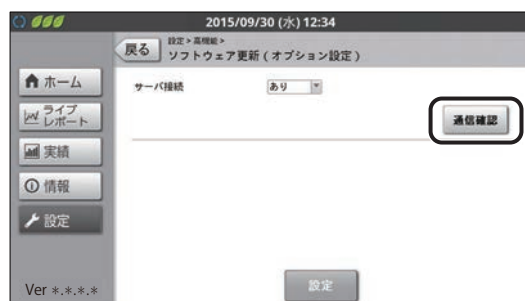 2015/09/30 (水) 12:34
戻る
設定 > 高機能 >
ソフトウェア更新 ( オプション設定 )
ホーム
ライブ
レポート
実績
情報
設定
サーバ接続
あり
通信確認
設定
Ver *.*.*.*